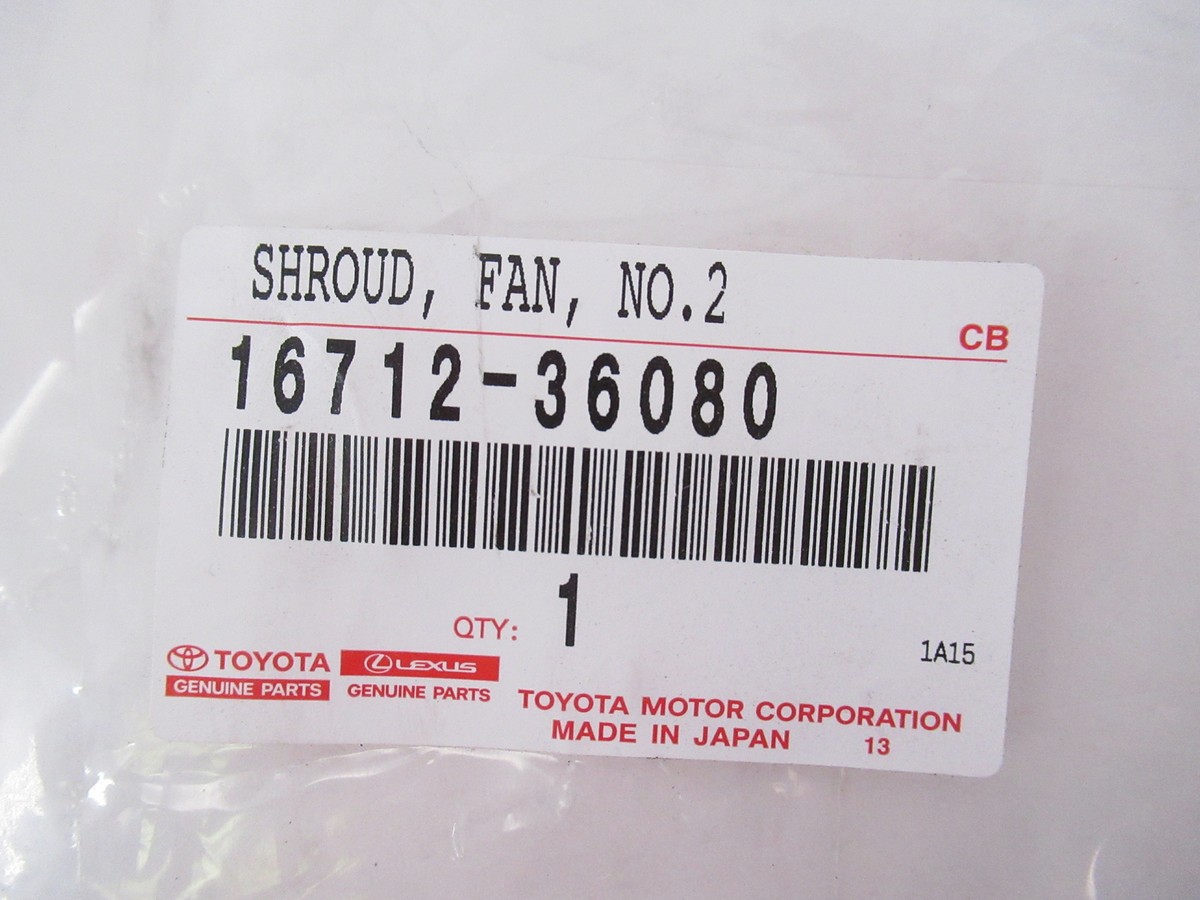 SHROUD, FAN, NO.2
CB
16712-36080
1
QTY:
1A15
TOYOTA LEXUS
GENUINE PARTS GENUINE PARTS
TOYOTA MOTOR CORPORATION
MADE IN JAPAN 13